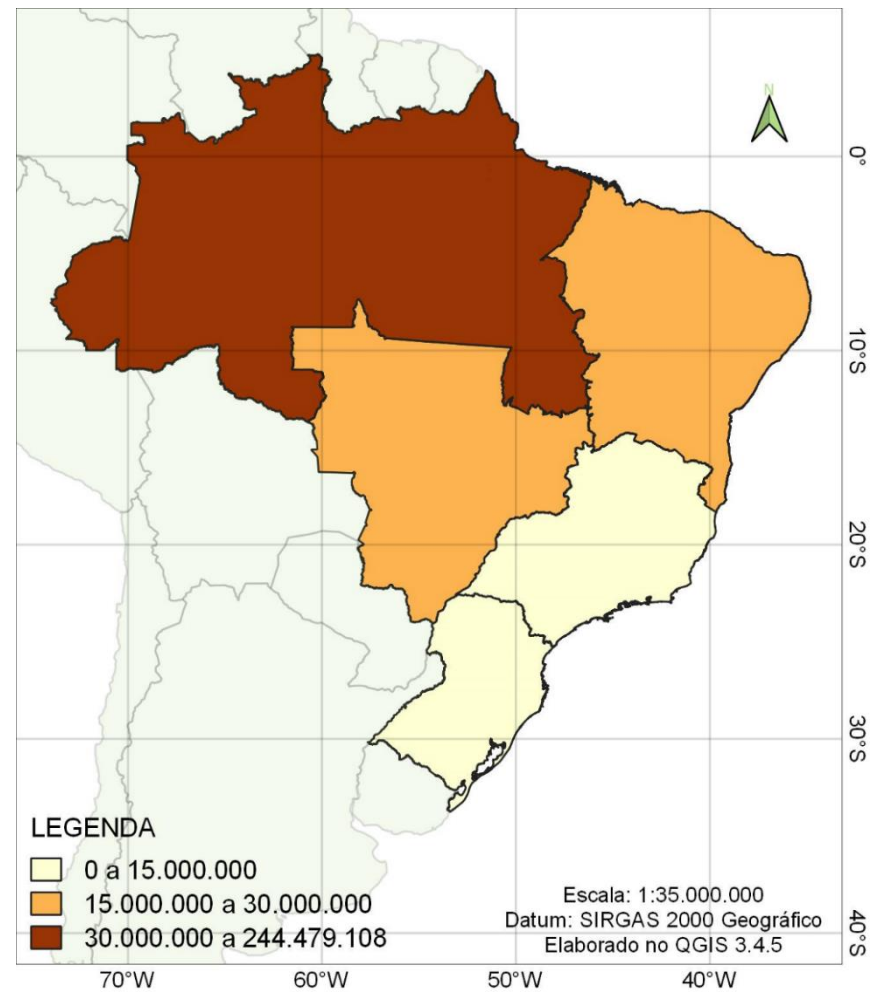 N
0°
10°S
20°S
30°S
40°S
LEGENDA
0 a 15.000.000
15.000.000 a 30.000.000
30.000.000 a 244.479.108
Escala: 1:35.000.000
Datum: SIRGAS 2000 Geográfico
Elaborado no QGIS 3.4.5
70°W 60°W 50°W 40°W